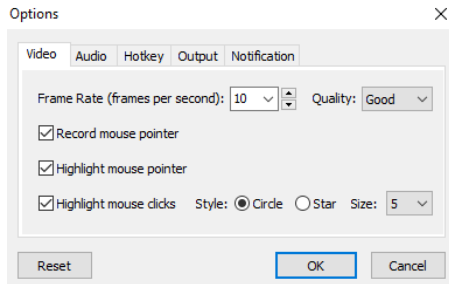 Options
Video Audio Hotkey Output Notification
Frame Rate (frames per second): 10 Quality: Good
Record mouse pointer
Highlight mouse pointer
Highlight mouse clicks Style: Circle Star Size: 5
Reset OK Cancel